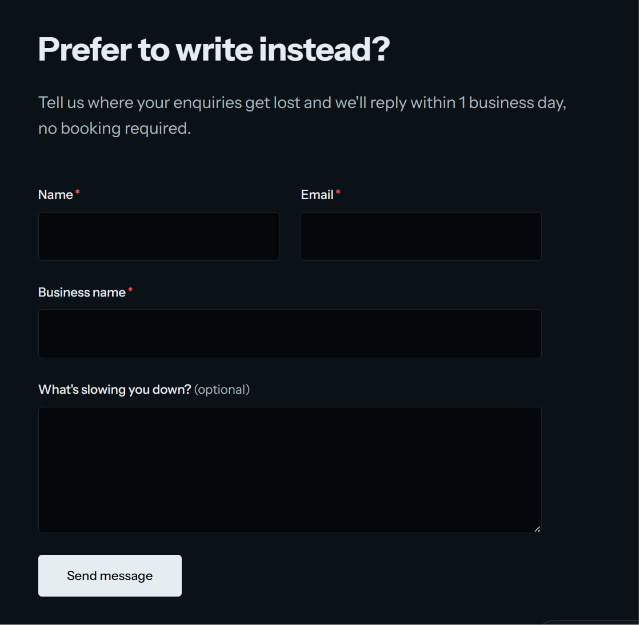 Prefer to write instead?
Tell us where your enquiries get lost and we'll reply within 1 business day,
no booking required.
Name *
Email *
Business name *
What's slowing you down? (optional)
Send message